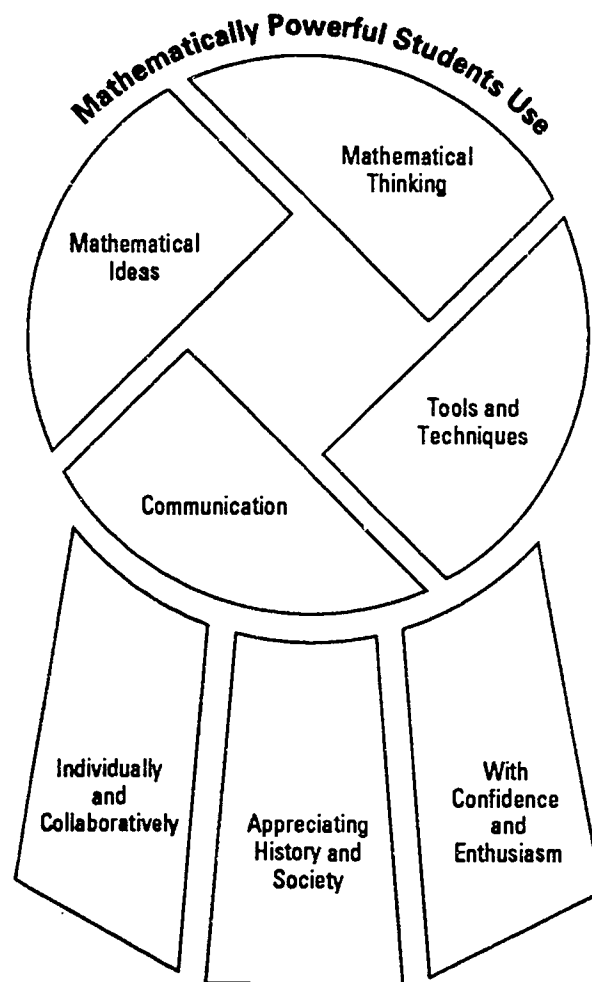 Mathematically Powerful Students Use
Mathematical
Thinking
Mathematical
Ideas
Tools and
Techniques
Communication
Individually
and
Collaboratively
Appreciating
History and
Society
With
Confidence
and
Enthusiasm